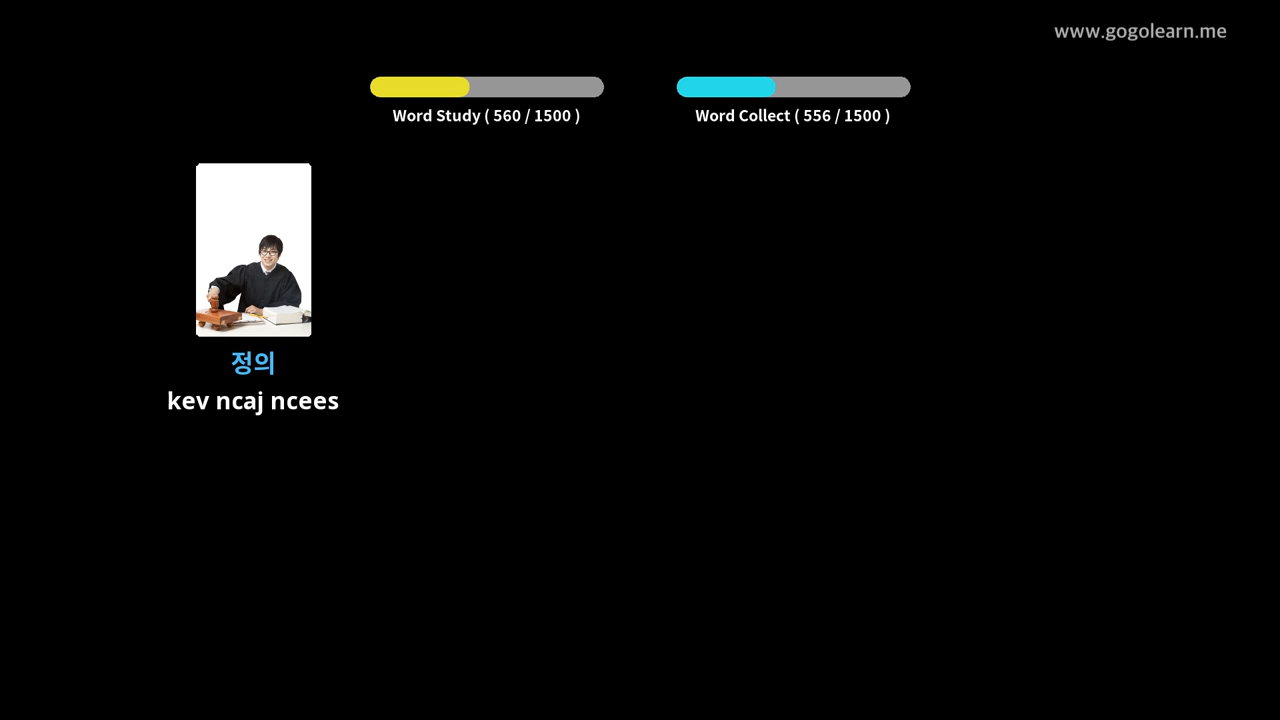 www.gogolearn.me
Word Study ( 560 / 1500 )
Word Collect ( 556 / 1500 )
정의
kev ncaj ncees